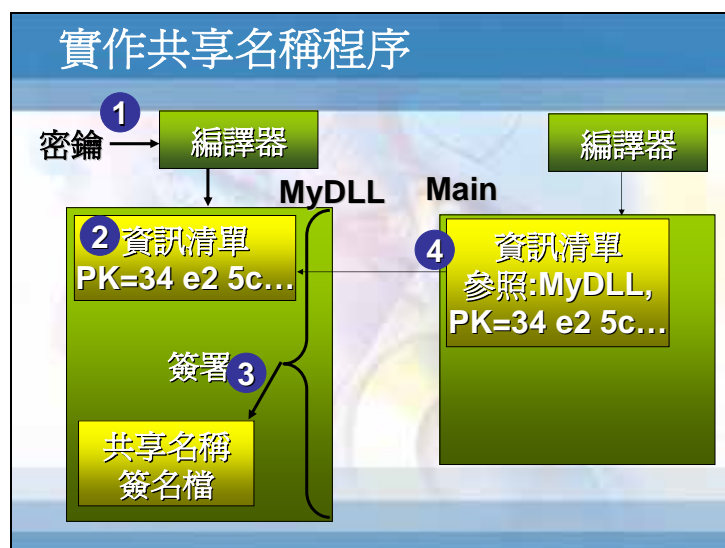 實作共享名稱程序
1
密鑰
編譯器
編譯器
MyDLL
Main
2
資訊清單
PK=34 e2 5c…
4
資訊清單
參照:MyDLL,
PK=34 e2 5c…
簽署
3
共享名稱
簽名檔